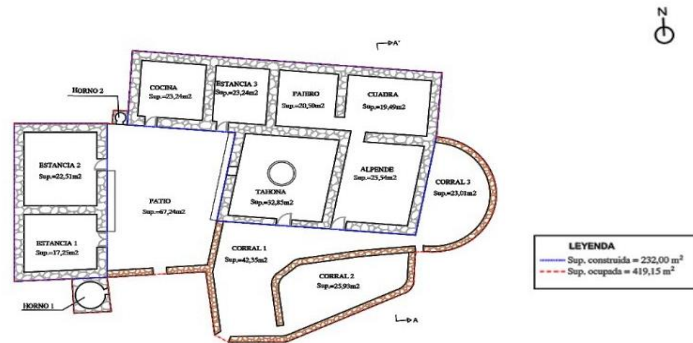 N
A'
HORNO 2
COCINA
Sup.=23,24m2
ESTANCIA 3
Sup.=23,24m2
PAJERO
Sup.=20,50m2
CUADRA
Sup.=19,49m2
ESTANCIA 2
Sup.=22,51m2
PATIO
Sup.=67,24m2
TAHONA
Sup.=32,85m2
ALPENDE
Sup.=25,54m2
CORRAL 3
Sup.=23,01m2
ESTANCIA 1
Sup.=17,25m2
CORRAL 1
Sup.=42,35m2
CORRAL 2
Sup.=25,93m2
HORNO 1
A
LEYENDA
Sup. construida = 232,00 m²
Sup. ocupada = 419,15 m²